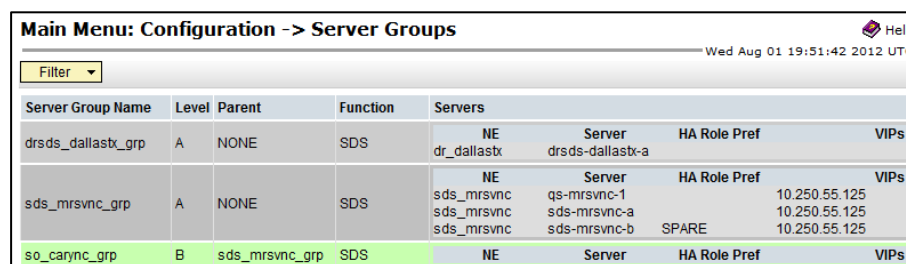 Main Menu: Configuration -> Server Groups
Hel
Wed Aug 01 19:51:42 2012 UT
Filter
Server Group Name Level Parent Function Servers
NE Server HA Role Pref VIPs
drsds_dallastx_grp A NONE SDS
dr_dallastx drsds-dallastx-a
NE Server HA Role Pref VIPs
sds_mrsvnc qs-mrsvnc-1 10.250.55.125
sds_mrsvnc_grp A NONE SDS sds_mrsvnc sds-mrsvnc-a 10.250.55.125
sds_mrsvnc sds-mrsvnc-b SPARE 10.250.55.125
so_carync_grp B sds_mrsvnc_grp SDS NE Server HA Role Pref VIPs